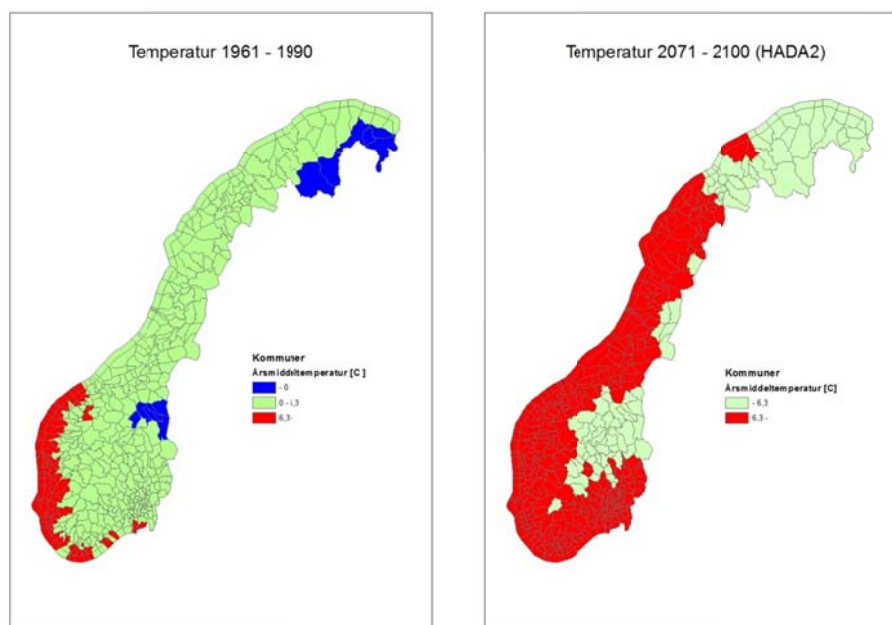 Temperatur 1961 - 1990
Kommuner
Årsmiddeltemperatur [C ]
- 0
6,3-
Temperatur 2071 - 2100 (HADA2)
Kommuner
Årsmiddeltemperatur [C]
- 6,3
6,3 -